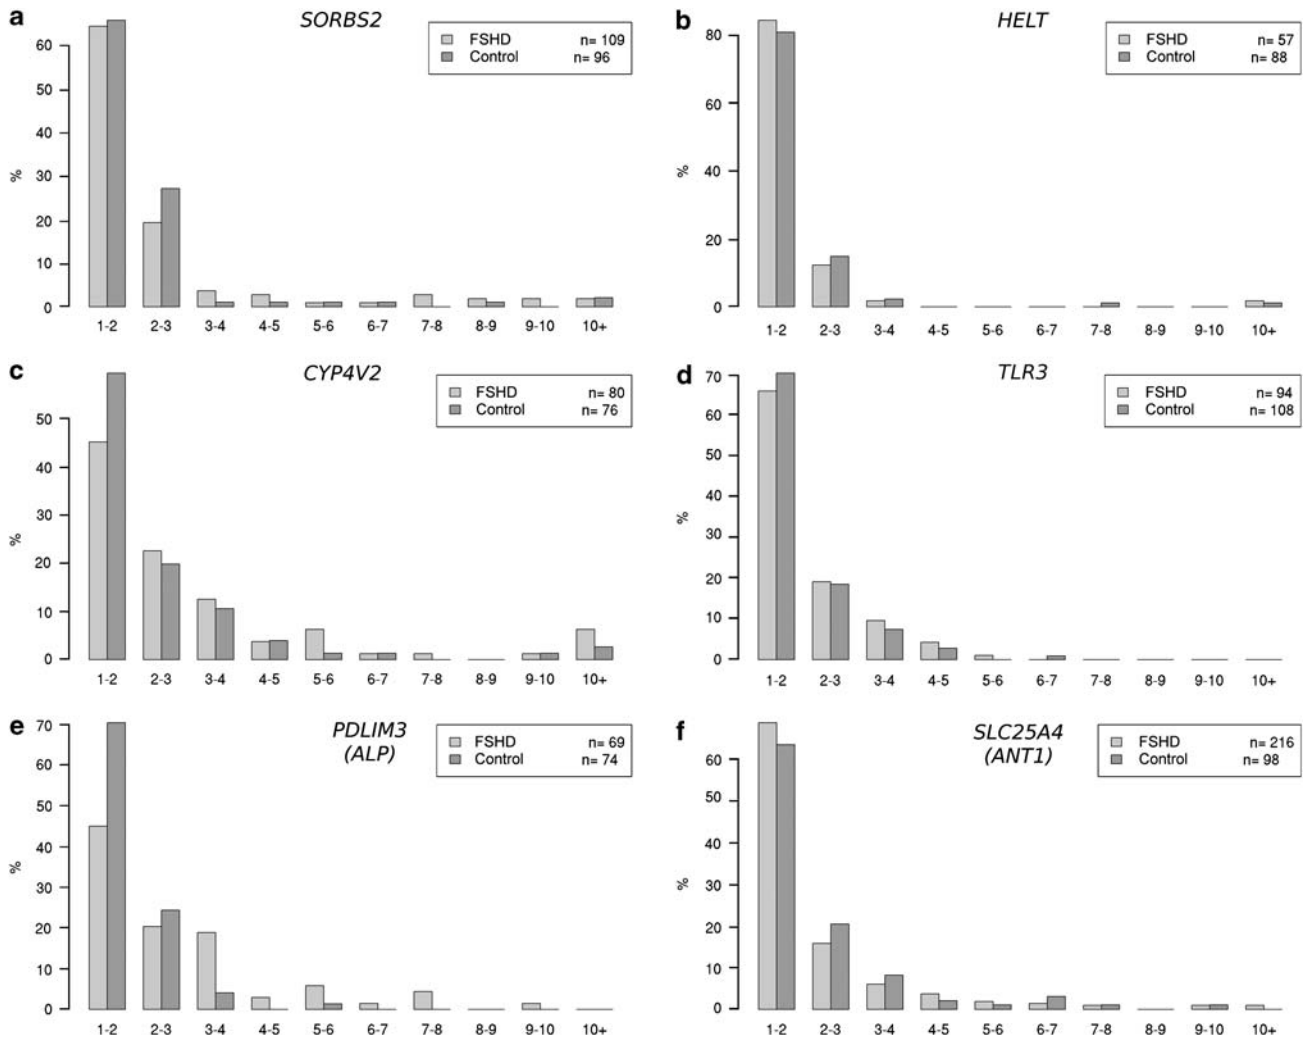 a
SORBS2
FSHD n= 109
Control n= 96
%
60
50
40
30
20
10
0
1-2 2-3 3-4 4-5 5-6 6-7 7-8 8-9 9-10 10+
b
HELT
FSHD n= 57
Control n= 88
%
80
60
40
20
0
1-2 2-3 3-4 4-5 5-6 6-7 7-8 8-9 9-10 10+
c
CYP4V2
FSHD n= 80
Control n= 76
%
50
40
30
20
10
0
1-2 2-3 3-4 4-5 5-6 6-7 7-8 8-9 9-10 10+
d
TLR3
FSHD n= 94
Control n= 108
%
70
60
50
40
30
20
10
0
1-2 2-3 3-4 4-5 5-6 6-7 7-8 8-9 9-10 10+
e
PDLIM3
(ALP)
FSHD n= 69
Control n= 74
%
70
60
50
40
30
20
10
0
1-2 2-3 3-4 4-5 5-6 6-7 7-8 8-9 9-10 10+
f
SLC25A4
(ANT1)
FSHD n= 216
Control n= 98
%
60
50
40
30
20
10
0
1-2 2-3 3-4 4-5 5-6 6-7 7-8 8-9 9-10 10+